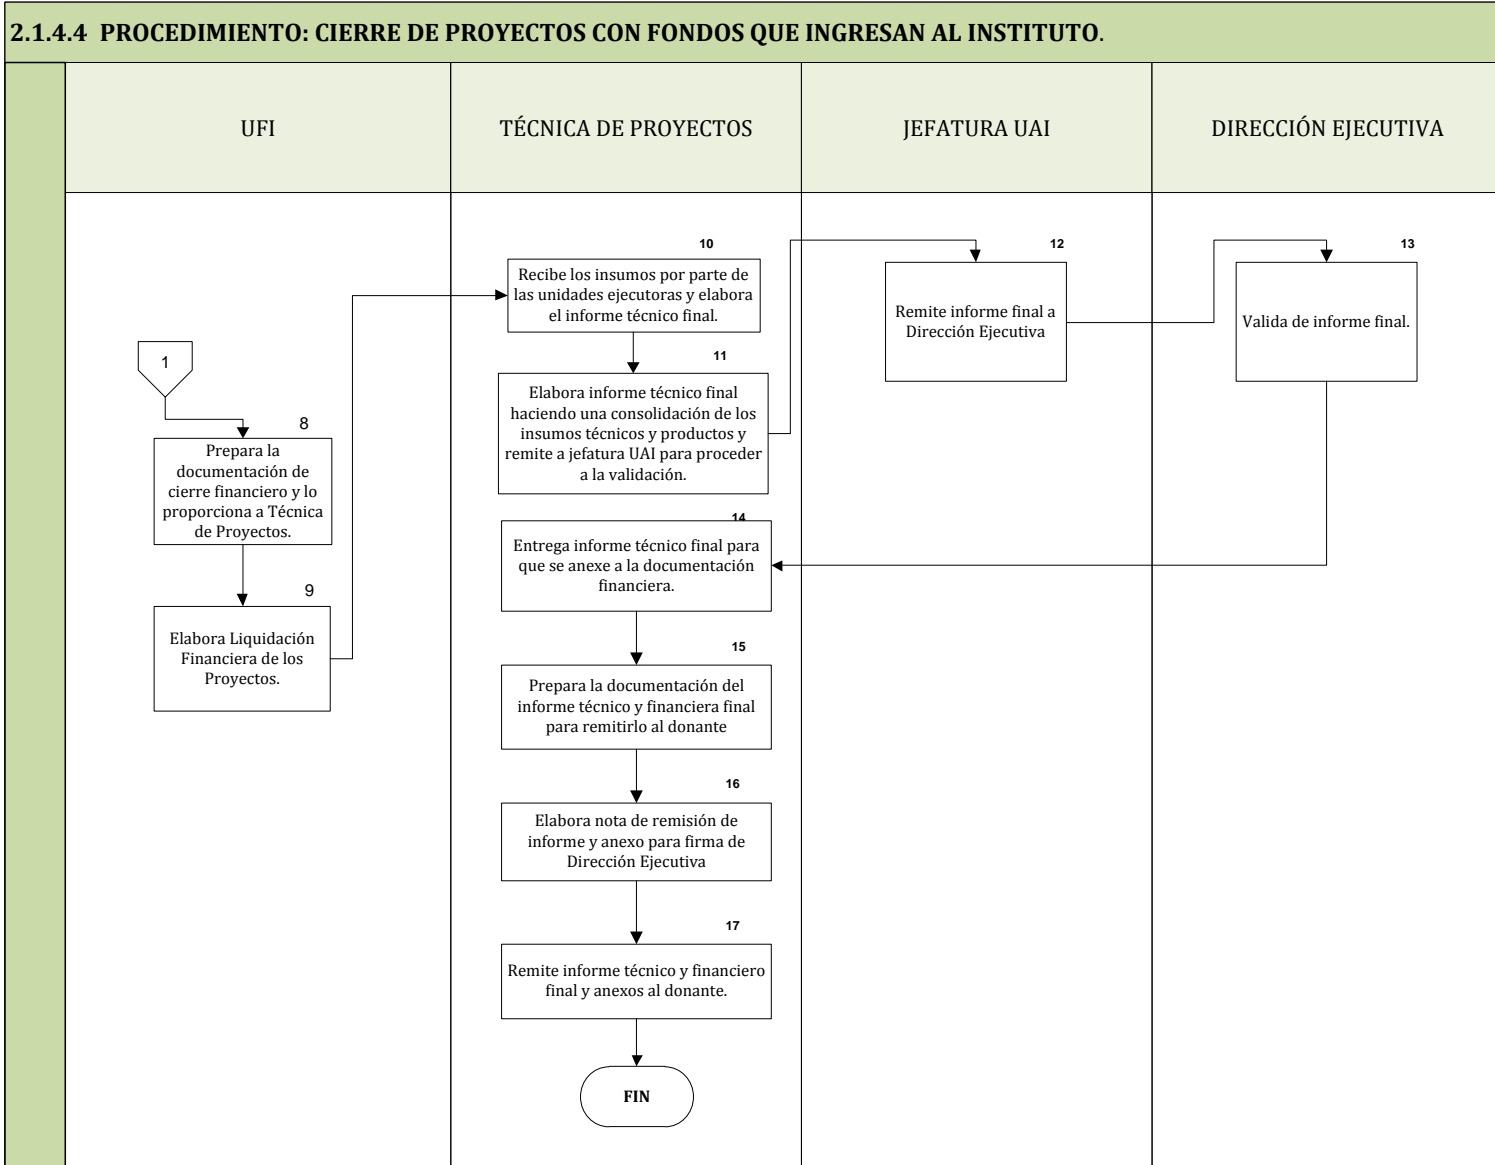 2.1.4.4 PROCEDIMIENTO: CIERRE DE PROYECTOS CON FONDOS QUE INGRESAN AL INSTITUTO.
UFI
TÉCNICA DE PROYECTOS
JEFATURA UAI
DIRECCIÓN EJECUTIVA
1
8
Prepara la
documentación de
cierre financiero y lo
proporciona a Técnica
de Proyectos.
9
Elabora Liquidación
Financiera de los
Proyectos.
10
Recibe los insumos por parte de
las unidades ejecutoras y elabora
el informe técnico final.
11
Elabora informe técnico final
haciendo una consolidación de los
insumos técnicos y productos y
remite a jefatura UAI para proceder
a la validación.
12
Remite informe final a
Dirección Ejecutiva
13
Valida de informe final.
14
Entrega informe técnico final para
que se anexe a la documentación
financiera.
15
Prepara la documentación del
informe técnico y financiera final
para remitirlo al donante
16
Elabora nota de remisión de
informe y anexo para firma de
Dirección Ejecutiva
17
Remite informe técnico y financiero
final y anexos al donante.
FIN